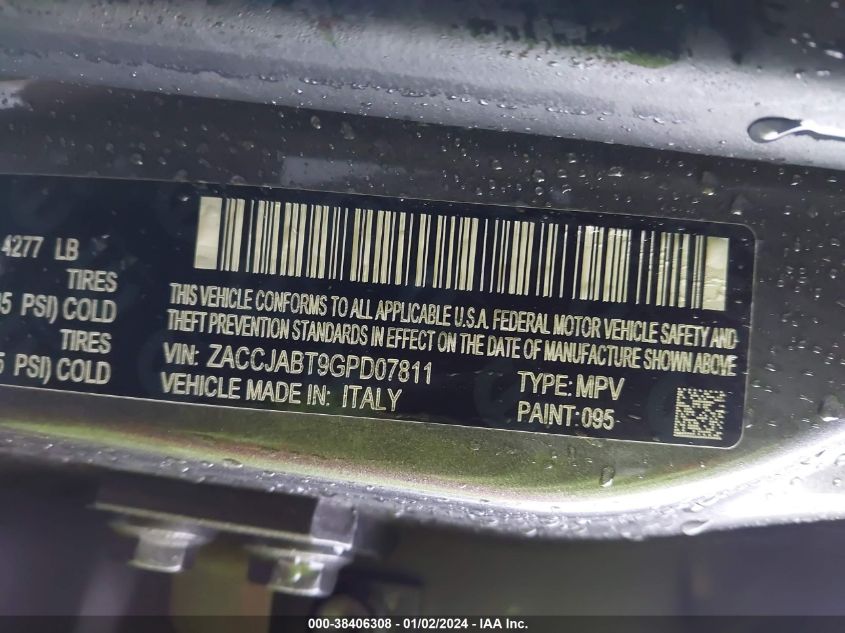 4277 LB
TIRES
PSI) COLD
TIRES
PSI) COLD
THIS VEHICLE CONFORMS TO ALL APPLICABLE U.S.A. FEDERAL MOTOR VEHICLE SAFETY AND
THEFT PREVENTION STANDARDS IN EFFECT ON THE DATE OF MANUFACTURE SHOWN ABOVE
VIN: ZACCJABT9GPD07811
TYPE: MPV
VEHICLE MADE IN: ITALY
PAINT: 095
000-38406308 - 01/02/2024 - IAA Inc.